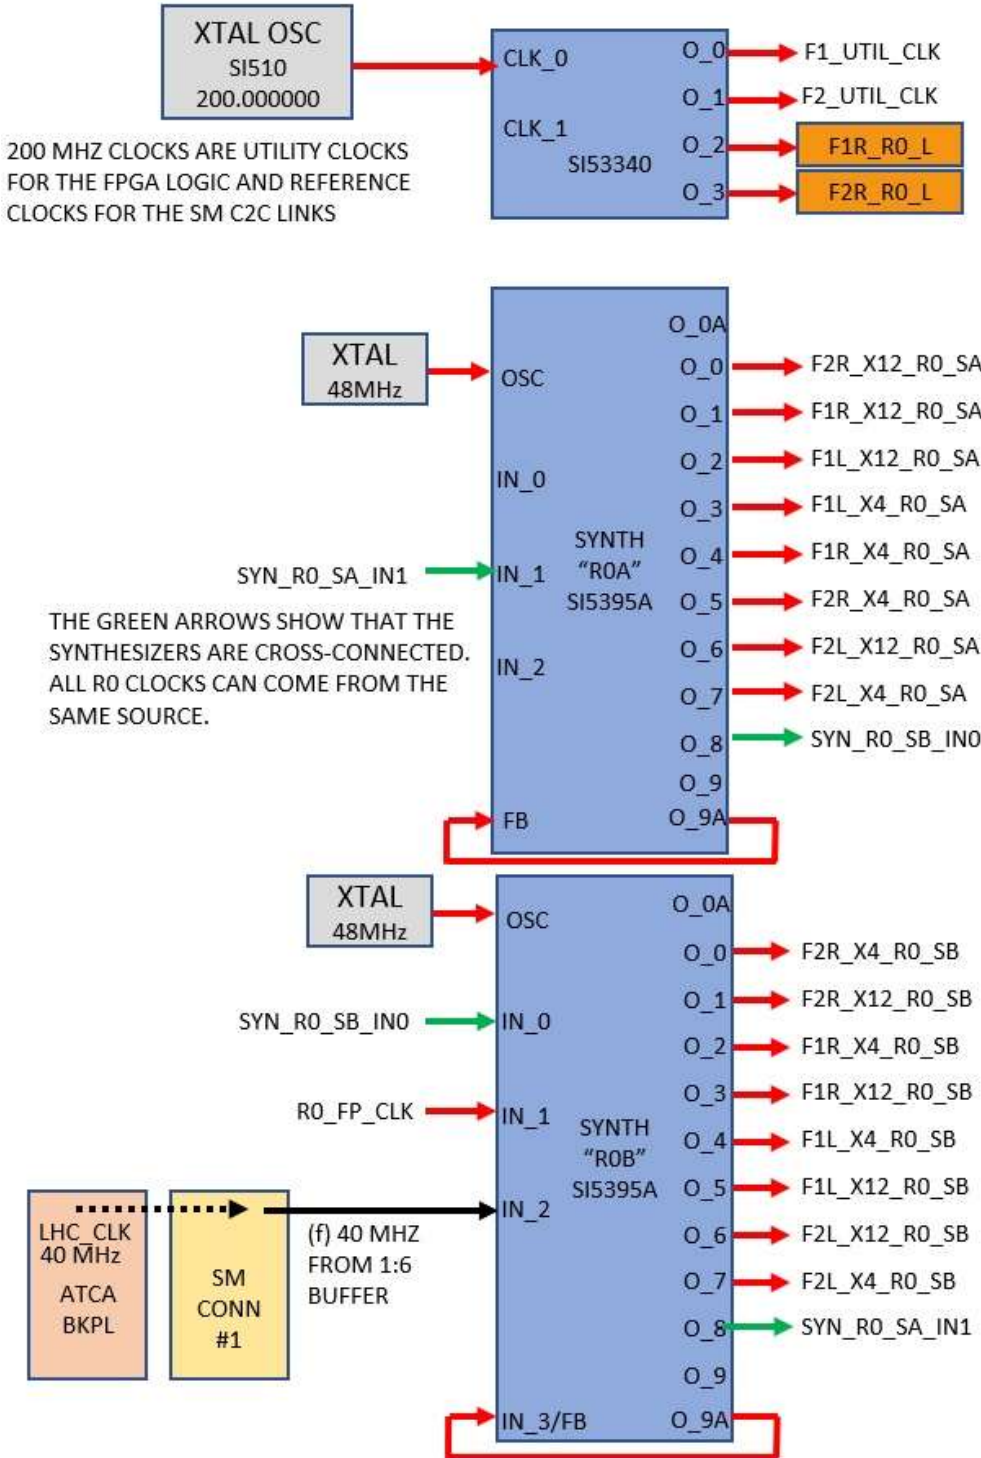 XTAL OSC
SI510
200.000000
200 MHZ CLOCKS ARE UTILITY CLOCKS
FOR THE FPGA LOGIC AND REFERENCE
CLOCKS FOR THE SM C2C LINKS
CLK_0
CLK_1
SI53340
O_0
O_1
O_2
O_3
F1_UTIL_CLK
F2_UTIL_CLK
F1R_R0_L
F2R_R0_L
XTAL
48MHz
SYN_R0_SA_IN1
THE GREEN ARROWS SHOW THAT THE
SYNTHESIZERS ARE CROSS-CONNECTED.
ALL R0 CLOCKS CAN COME FROM THE
SAME SOURCE.
OSC
IN_0
IN_1
IN_2
FB
SYNTH
"R0A"
SI5395A
O_0A
O_0
O_1
O_2
O_3
O_4
O_5
O_6
O_7
O_8
O_9
O_9A
F2R_X12_R0_SA
F1R_X12_R0_SA
F1L_X12_R0_SA
F1L_X4_R0_SA
F1R_X4_R0_SA
F2R_X4_R0_SA
F2L_X12_R0_SA
F2L_X4_R0_SA
SYN_R0_SB_IN0
XTAL
48MHz
SYN_R0_SB_IN0
R0_FP_CLK
LHC_CLK
40 MHz
ATCA
BKPL
SM
CONN
#1
(f) 40 MHZ
FROM 1:6
BUFFER
OSC
IN_0
IN_1
IN_2
IN_3/FB
SYNTH
"R0B"
SI5395A
O_0A
O_0
O_1
O_2
O_3
O_4
O_5
O_6
O_7
O_8
O_9
O_9A
F2R_X4_R0_SB
F2R_X12_R0_SB
F1R_X4_R0_SB
F1R_X12_R0_SB
F1L_X4_R0_SB
F1L_X12_R0_SB
F2L_X12_R0_SB
F2L_X4_R0_SB
SYN_R0_SA_IN1